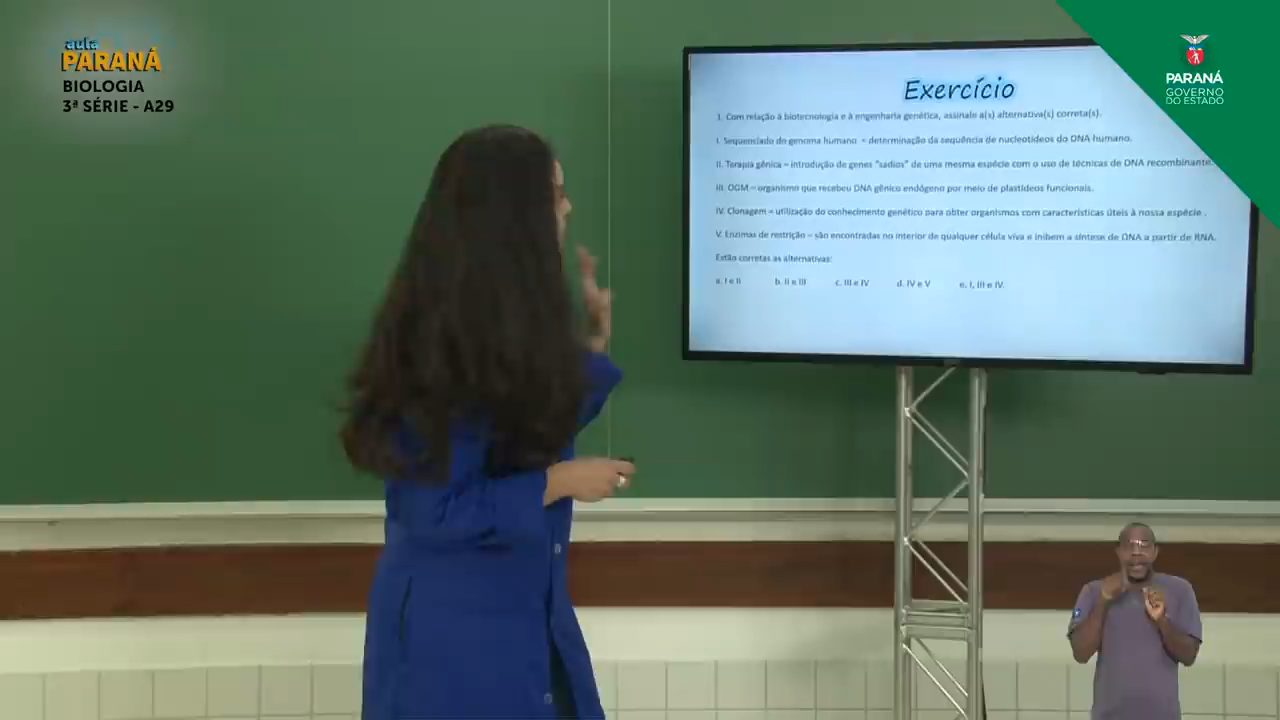 aula
PARANÁ
BIOLOGIA
3ª SÉRIE - A29
PARANÁ
GOVERNO
DO ESTADO
Exercício
1. Com relação à biotecnologia e à engenharia genética, assinale a(s) alternativa(s) correta(s).
I. Sequenciado do genoma humano = determinação da sequência de nucleotídeos do DNA humano.
II. Terapia gênica = introdução de genes "sadios" de uma mesma espécie com o uso de técnicas de DNA recombinante.
III. OGM = organismo que recebeu DNA gênico endógeno por meio de plastídeos funcionais.
IV. Clonagem = utilização do conhecimento genético para obter organismos com características úteis à nossa espécie .
V. Enzimas de restrição = são encontradas no interior de qualquer célula viva e inibem a síntese de DNA a partir de RNA.
Estão corretas as alternativas:
a. I e II b. II e III c. III e IV d. IV e V e. I, III e IV.